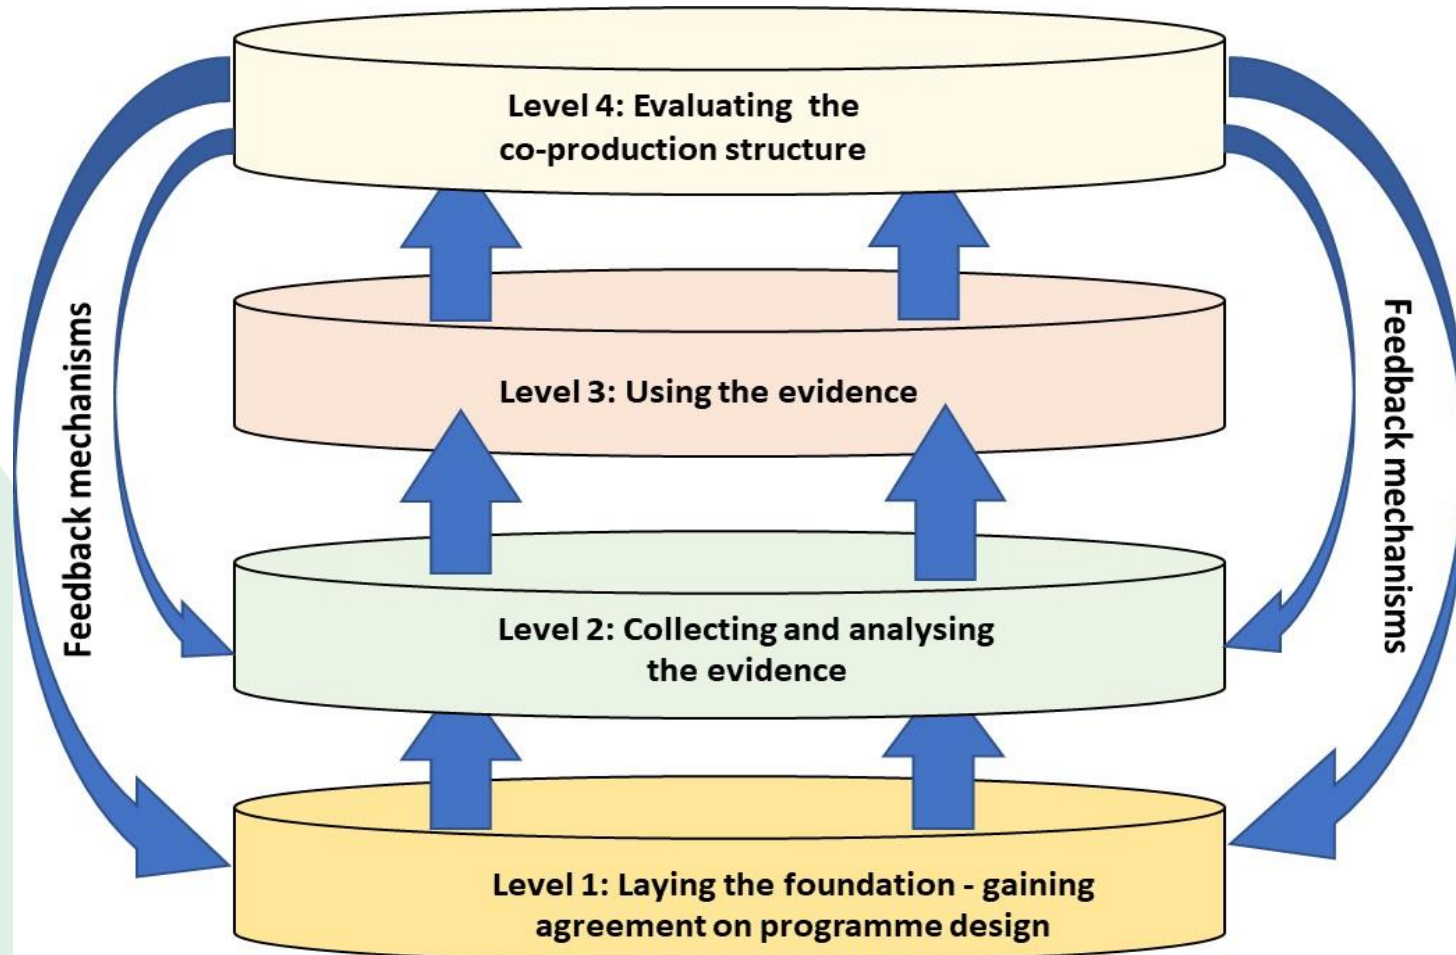 Level 4: Evaluating the
co-production structure
Feedback mechanisms
Feedback mechanisms
Level 3: Using the evidence
Level 2: Collecting and analysing
the evidence
Level 1: Laying the foundation - gaining
agreement on programme design